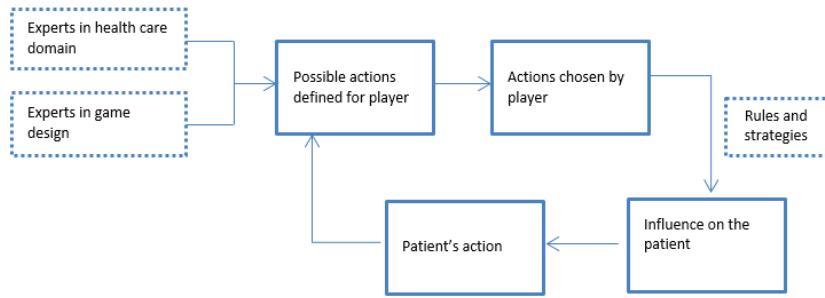 Experts in health care
domain
Experts in game
design
Possible actions
defined for player
Actions chosen by
player
Rules and
strategies
Influence on the
patient
Patient's action